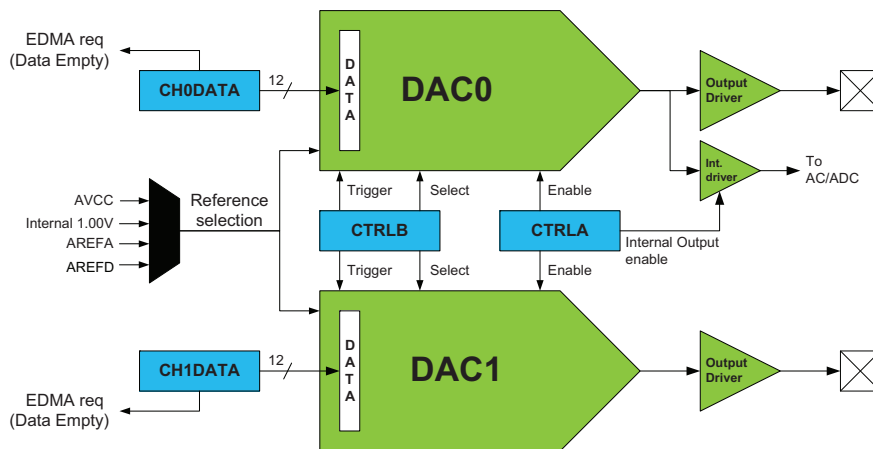 EDMA req
(Data Empty)
CH0DATA
12
DATA
DAC0
Output
Driver
Int.
driver
To
AC/ADC
AVCC
Internal 1.00V
AREFA
AREFD
Reference
selection
Trigger
Select
Enable
CTRLB
CTRLA
Internal Output
enable
Trigger
Select
Enable
CH1DATA
12
DATA
DAC1
Output
Driver
EDMA req
(Data Empty)